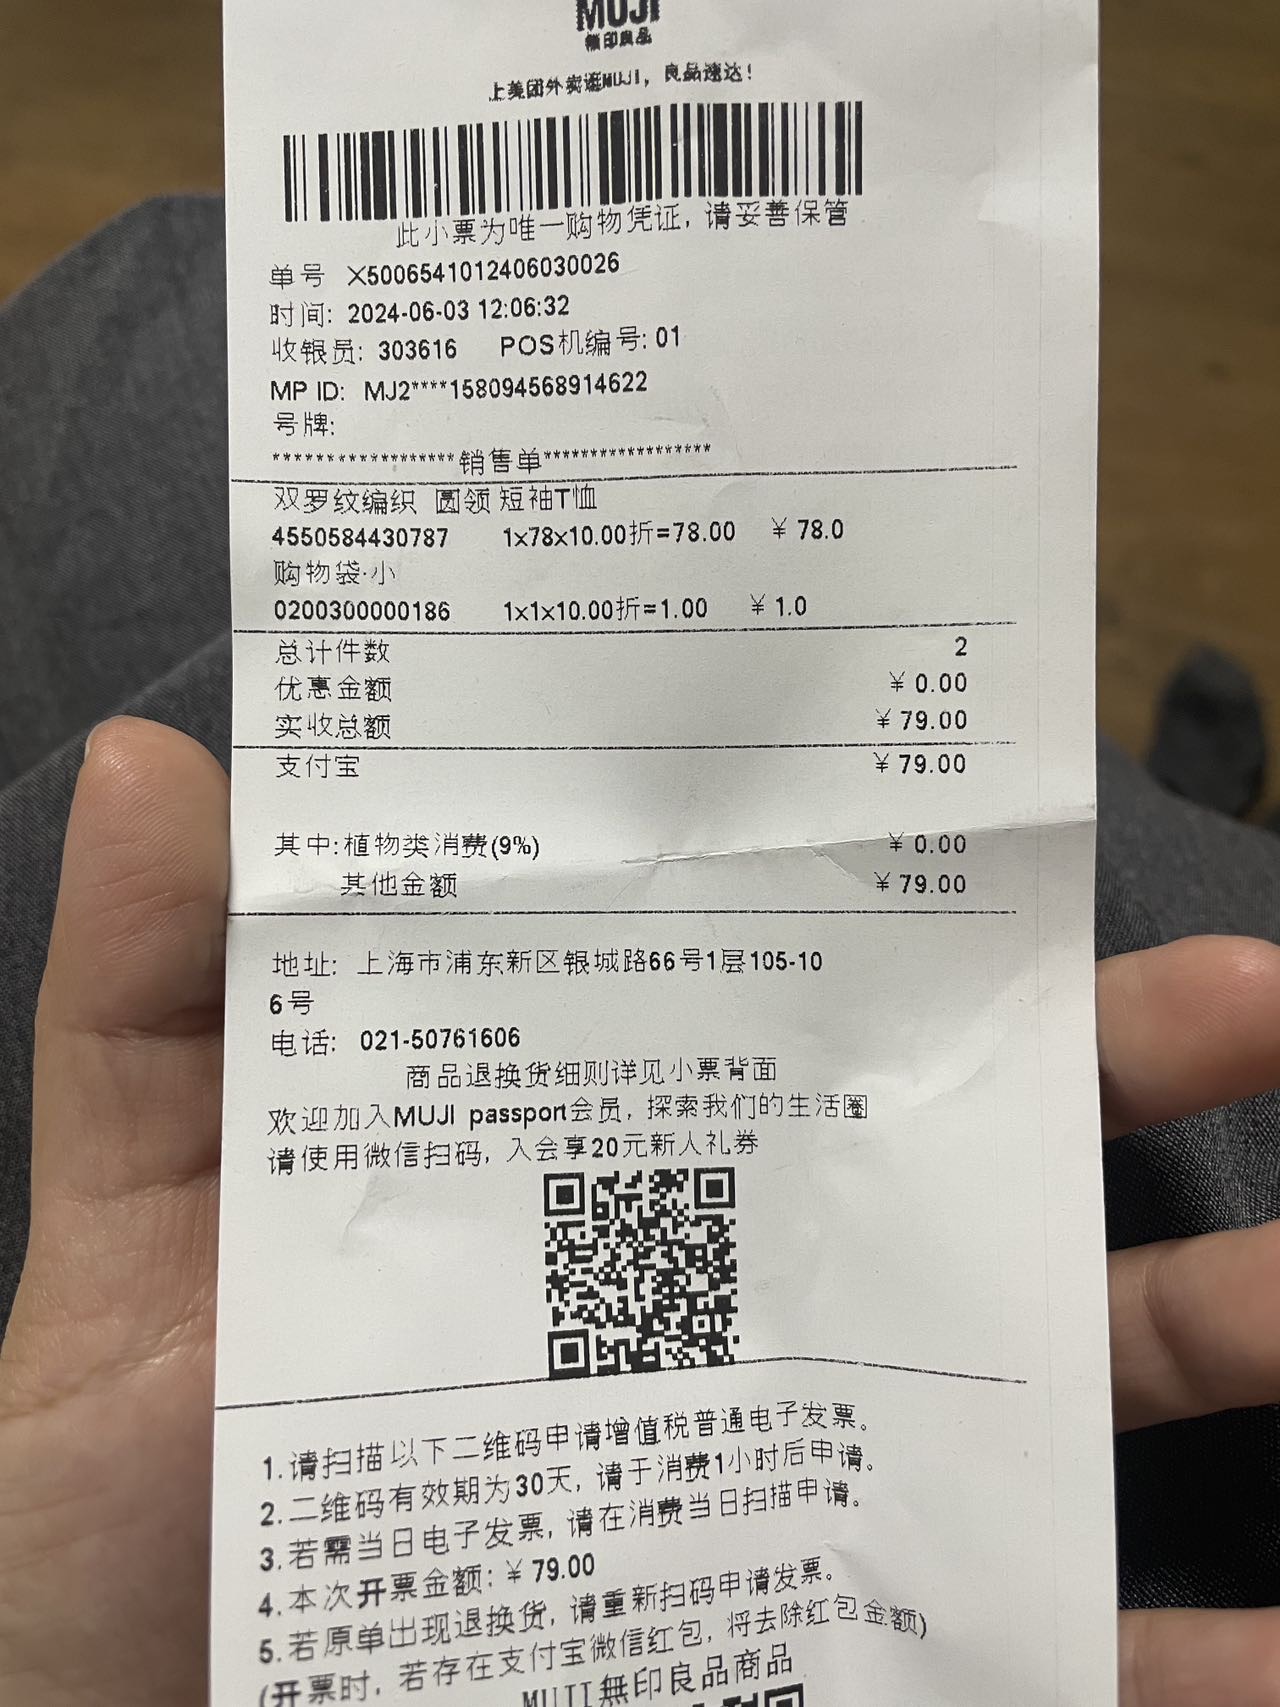 MUJI
無印良品
上美团外卖逛MUJI，良品速达！
此小票为唯一购物凭证，请妥善保管
单号 X5006541012406030026
时间: 2024-06-03 12:06:32
收银员: 303616 POS机编号: 01
MP ID: MJ2****158094568914622
号牌:
*****************销售单*****************
双罗纹编织 圆领 短袖T恤
4550584430787 1x78x10.00折=78.00 ¥ 78.0
购物袋·小
0200300000186 1x1x10.00折=1.00 ¥ 1.0
总计件数 2
优惠金额 ¥ 0.00
实收总额 ¥ 79.00
支付宝 ¥ 79.00
其中:植物类消费(9%) ¥ 0.00
其他金额 ¥ 79.00
地址: 上海市浦东新区银城路66号1层105-10
6号
电话: 021-50761606
商品退换货细则详见小票背面
欢迎加入MUJI passport会员，探索我们的生活圈
请使用微信扫码，入会享20元新人礼券
1.请扫描以下二维码申请增值税普通电子发票。
2.二维码有效期为30天，请于消费1小时后申请。
3.若需当日电子发票，请在消费当日扫描申请。
4.本次开票金额: ¥ 79.00
5.若原单出现退换货，请重新扫码申请发票。
(开票时，若存在支付宝微信红包，将去除红包金额)
MUJI無印良品商品